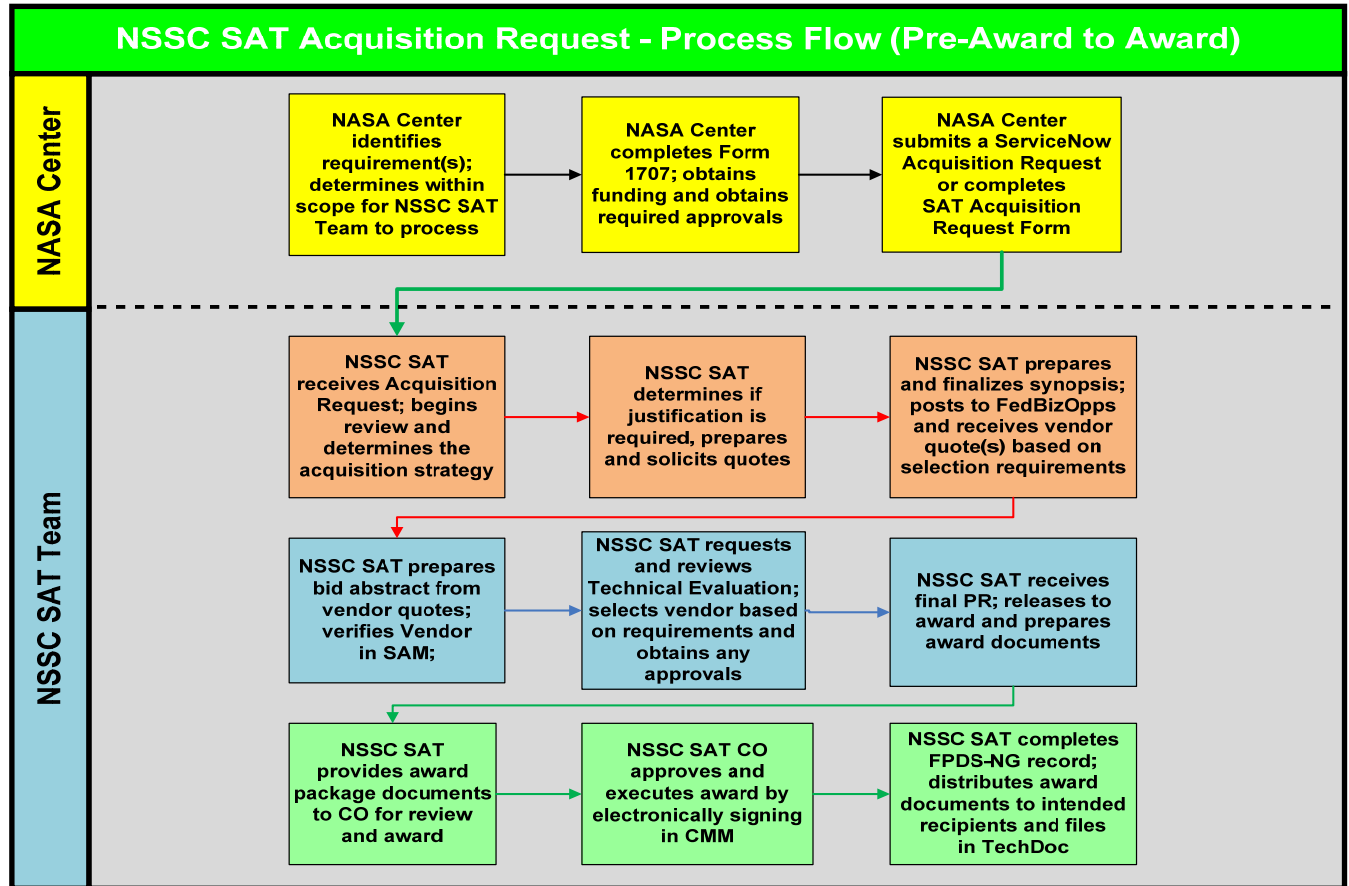 NSSC SAT Acquisition Request - Process Flow (Pre-Award to Award)
NASA Center
NASA Center
identifies
requirement(s);
determines within
scope for NSSC SAT
Team to process
NASA Center
completes Form
1707; obtains
funding and obtains
required approvals
NASA Center
submits a ServiceNow
Acquisition Request
or completes
SAT Acquisition
Request Form
NSSC SAT Team
NSSC SAT
receives Acquisition
Request; begins
review and
determines the
acquisition strategy
NSSC SAT
determines if
justification is
required, prepares
and solicits quotes
NSSC SAT prepares
and finalizes synopsis;
posts to FedBizOpps
and receives vendor
quote(s) based on
selection requirements
NSSC SAT prepares
bid abstract from
vendor quotes;
verifies Vendor
in SAM;
NSSC SAT requests
and reviews
Technical Evaluation;
selects vendor based
on requirements and
obtains any
approvals
NSSC SAT receives
final PR; releases to
award and prepares
award documents
NSSC SAT
provides award
package documents
to CO for review
and award
NSSC SAT CO
approves and
executes award by
electronically signing
in CMM
NSSC SAT completes
FPDS-NG record;
distributes award
documents to intended
recipients and files
in TechDoc